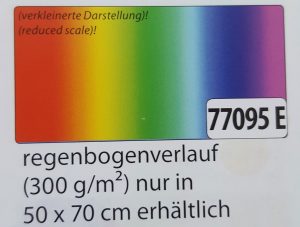 (verkleinerte Darstellung)!
(reduced scale)!
77095 E
regenbogenverlauf
(300 g/m²) nur in
50 x 70 cm erhältlich